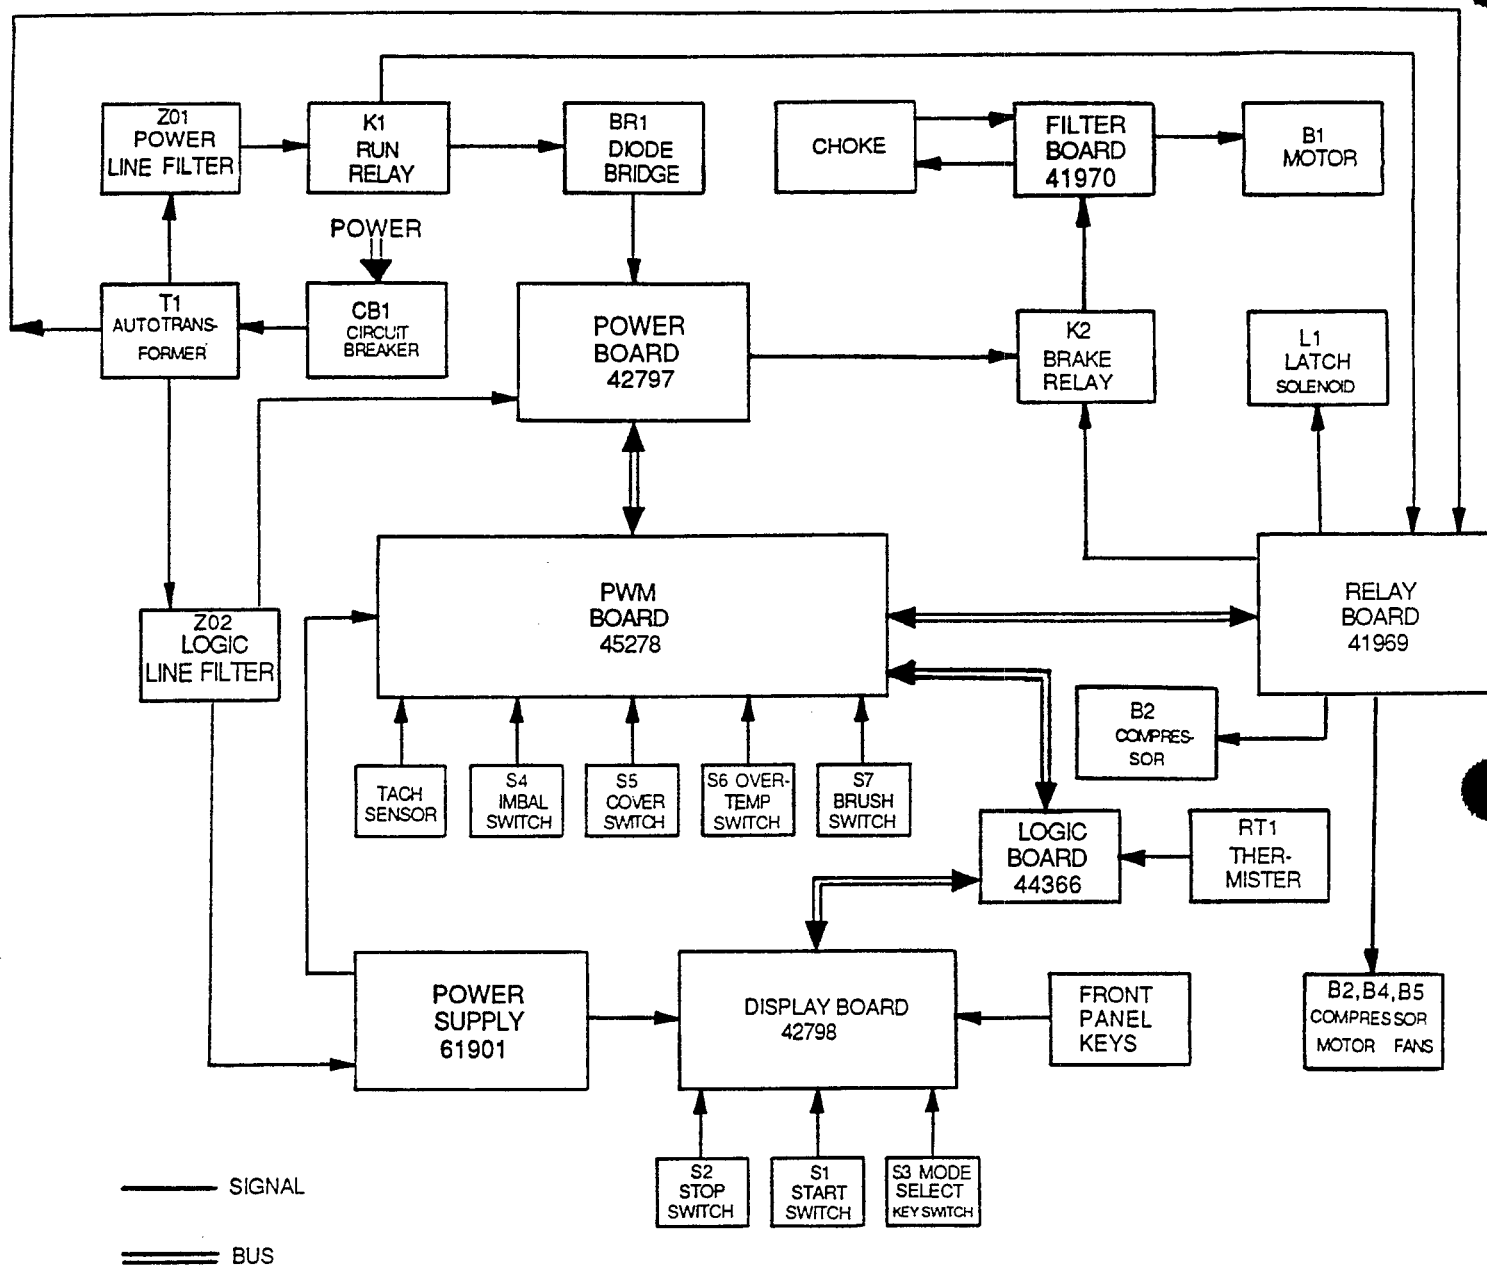 Z01
POWER
LINE FILTER
K1
RUN
RELAY
BR1
DIODE
BRIDGE
CHOKE
FILTER
BOARD
41970
B1
MOTOR
POWER
T1
AUTOTRANS-
FORMER
CB1
CIRCUIT
BREAKER
POWER
BOARD
42797
K2
BRAKE
RELAY
L1
LATCH
SOLENOID
Z02
LOGIC
LINE FILTER
PWM
BOARD
45278
RELAY
BOARD
41969
B2
COMPRES-
SOR
TACH
SENSOR
S4
IMBAL
SWITCH
S5
COVER
SWITCH
S6 OVER-
TEMP
SWITCH
S7
BRUSH
SWITCH
LOGIC
BOARD
44366
RT1
THER-
MISTER
POWER
SUPPLY
61901
DISPLAY BOARD
42798
FRONT
PANEL
KEYS
B2, B4, B5
COMPRESSOR
MOTOR FANS
S2
STOP
SWITCH
S1
START
SWITCH
S3 MODE
SELECT
KEY SWITCH
SIGNAL
BUS